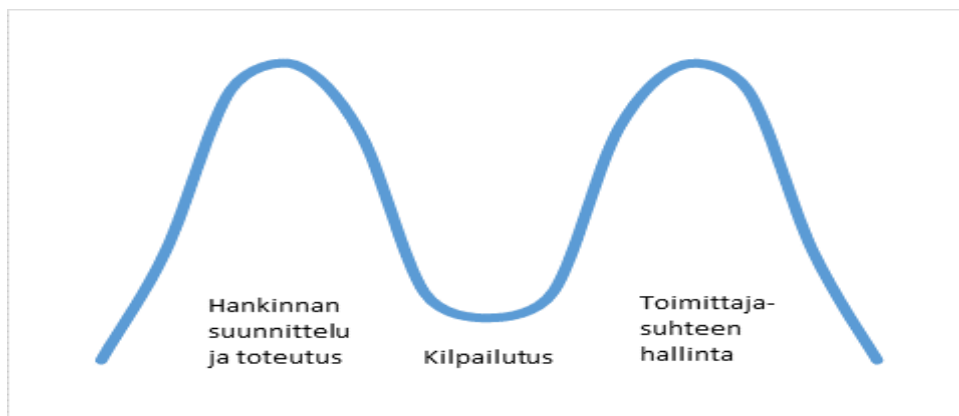 Hankinnan
suunnittelu
ja toteutus
Kilpailutus
Toimittaja-
suhteen
hallinta